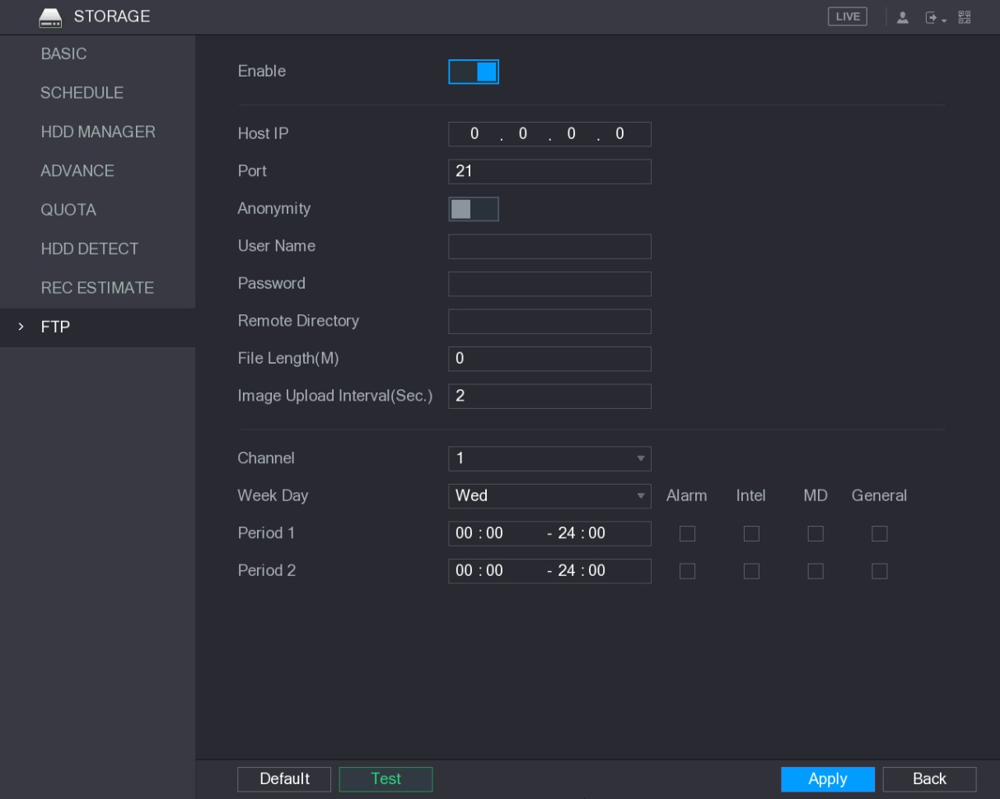 STORAGE LIVE
BASIC
SCHEDULE
HDD MANAGER
ADVANCE
QUOTA
HDD DETECT
REC ESTIMATE
> FTP
Enable
Host IP 0 . 0 . 0 . 0
Port 21
Anonymity
User Name
Password
Remote Directory
File Length(M) 0
Image Upload Interval(Sec.) 2
Channel 1
Week Day Wed Alarm Intel MD General
Period 1 00 : 00 - 24 : 00
Period 2 00 : 00 - 24 : 00
Default Test Apply Back